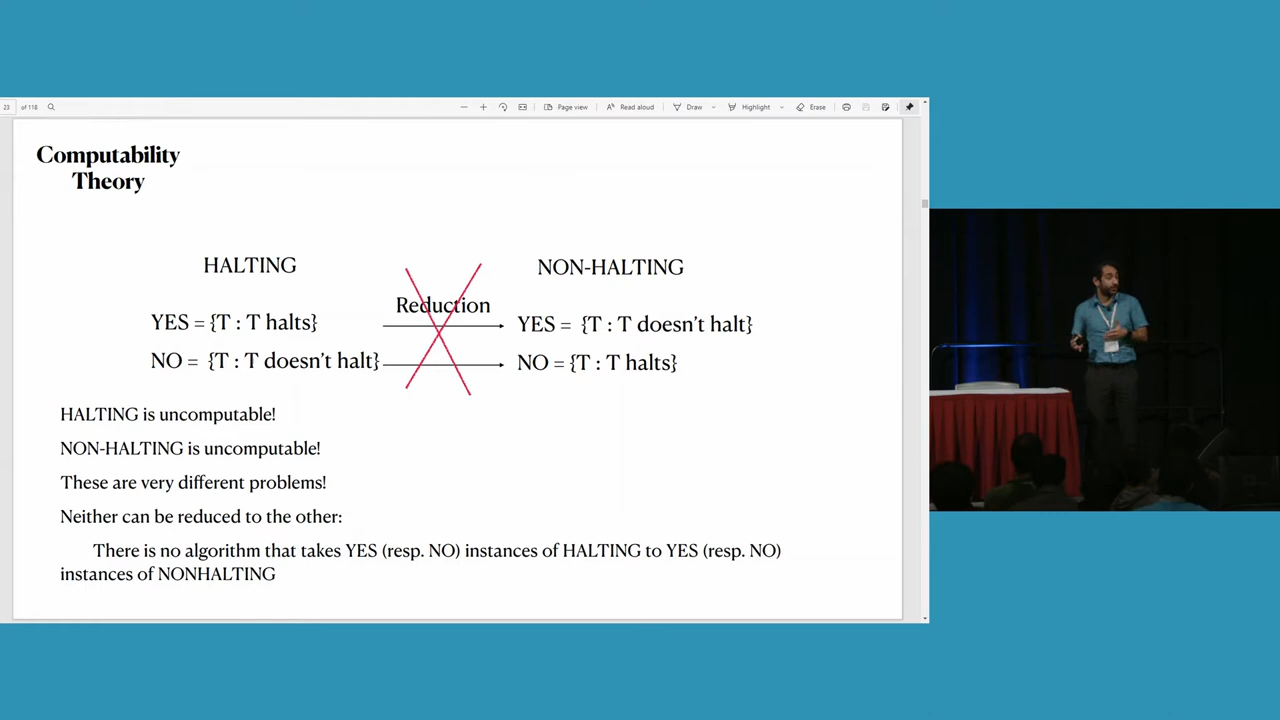 23 of 118 Page view Read aloud Draw Highlight Erase
Computability
Theory
HALTING
NON-HALTING
Reduction
YES = {T : T halts}
YES = {T : T doesn't halt}
NO = {T : T doesn't halt}
NO = {T : T halts}
HALTING is uncomputable!
NON-HALTING is uncomputable!
These are very different problems!
Neither can be reduced to the other:
There is no algorithm that takes YES (resp. NO) instances of HALTING to YES (resp. NO)
instances of NONHALTING